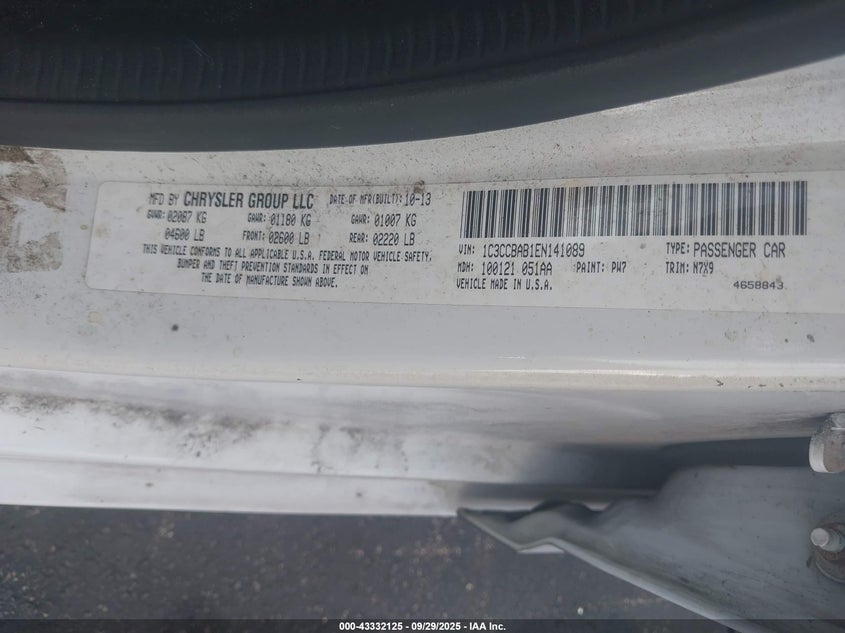 MFD BY CHRYSLER GROUP LLC DATE OF MFR(BUILT): 10-13
GVWR: 02087 KG GAWR: 01180 KG GAWR: 01007 KG
04600 LB FRONT: 02600 LB REAR: 02220 LB
THIS VEHICLE CONFORMS TO ALL APPLICABLE U.S.A. FEDERAL MOTOR VEHICLE SAFETY,
BUMPER AND THEFT PREVENTION STANDARDS IN EFFECT ON
THE DATE OF MANUFACTURE SHOWN ABOVE.
VIN: 1C3CCBAB1EN141089 TYPE: PASSENGER CAR
MDH: 100121 051AA PAINT: PW7 TRIM: N7X9
VEHICLE MADE IN U.S.A. 4658843
000-43332125 - 09/29/2025 - IAA Inc.